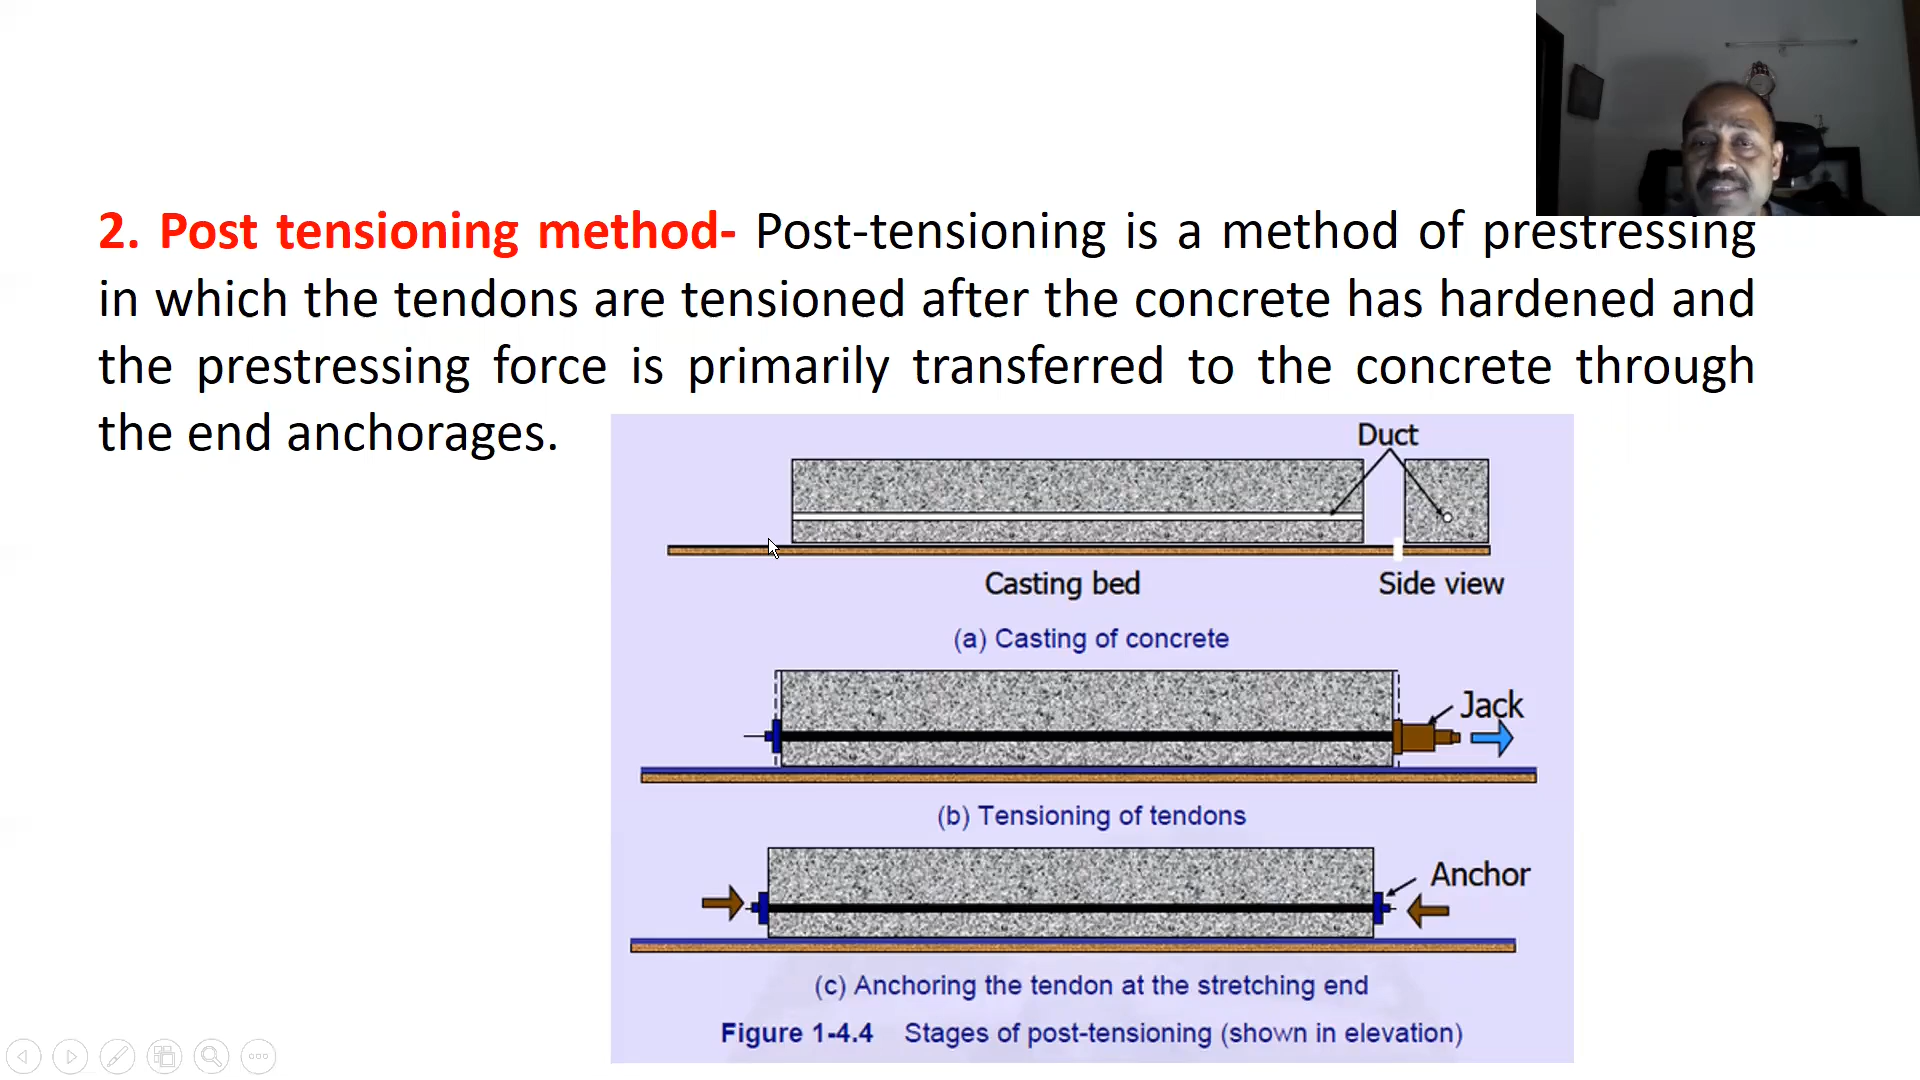 2. Post tensioning method- Post-tensioning is a method of prestressing
in which the tendons are tensioned after the concrete has hardened and
the prestressing force is primarily transferred to the concrete through
the end anchorages.
Duct
Casting bed
Side view
(a) Casting of concrete
Jack
(b) Tensioning of tendons
Anchor
(c) Anchoring the tendon at the stretching end
Figure 1-4.4 Stages of post-tensioning (shown in elevation)